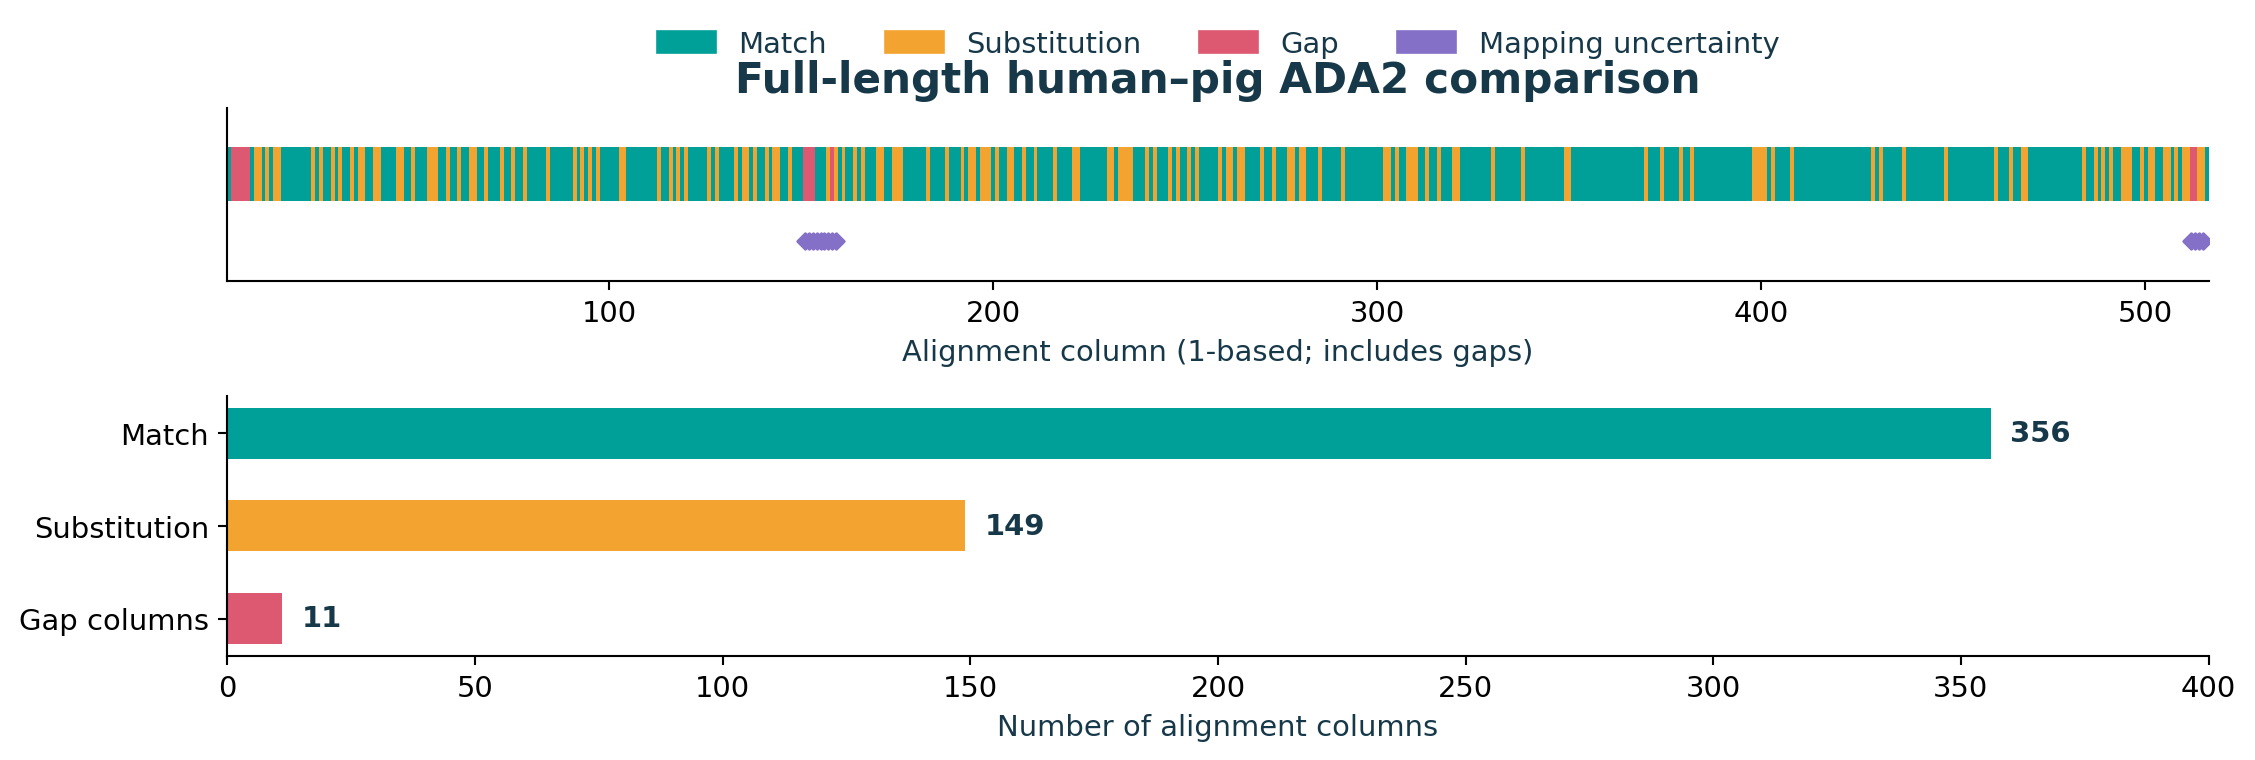 Match Substitution Gap Mapping uncertainty
Full-length human–pig ADA2 comparison
100 200 300 400 500
Alignment column (1-based; includes gaps)
Match 356
Substitution 149
Gap columns 11
0 50 100 150 200 250 300 350 400
Number of alignment columns